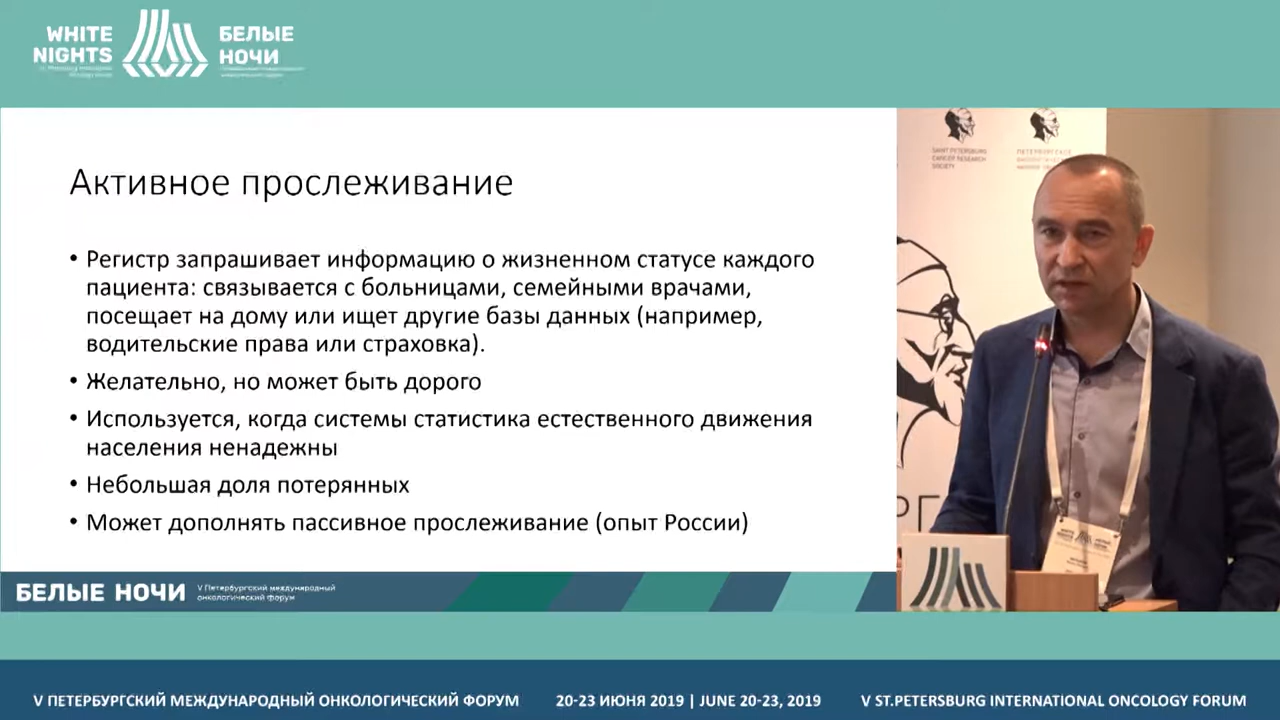 WHITE NIGHTS
БЕЛЫЕ НОЧИ
SAINT PETERSBURG
CANCER RESEARCH
SOCIETY
Активное прослеживание
• Регистр запрашивает информацию о жизненном статусе каждого
пациента: связывается с больницами, семейными врачами,
посещает на дому или ищет другие базы данных (например,
водительские права или страховка).
• Желательно, но может быть дорого
• Используется, когда системы статистика естественного движения
населения ненадежны
• Небольшая доля потерянных
• Может дополнять пассивное прослеживание (опыт России)
БЕЛЫЕ НОЧИ
V Петербургский международный
онкологический форум
V ПЕТЕРБУРГСКИЙ МЕЖДУНАРОДНЫЙ ОНКОЛОГИЧЕСКИЙ ФОРУМ 20-23 ИЮНЯ 2019 | JUNE 20-23, 2019 V ST.PETERSBURG INTERNATIONAL ONCOLOGY FORUM